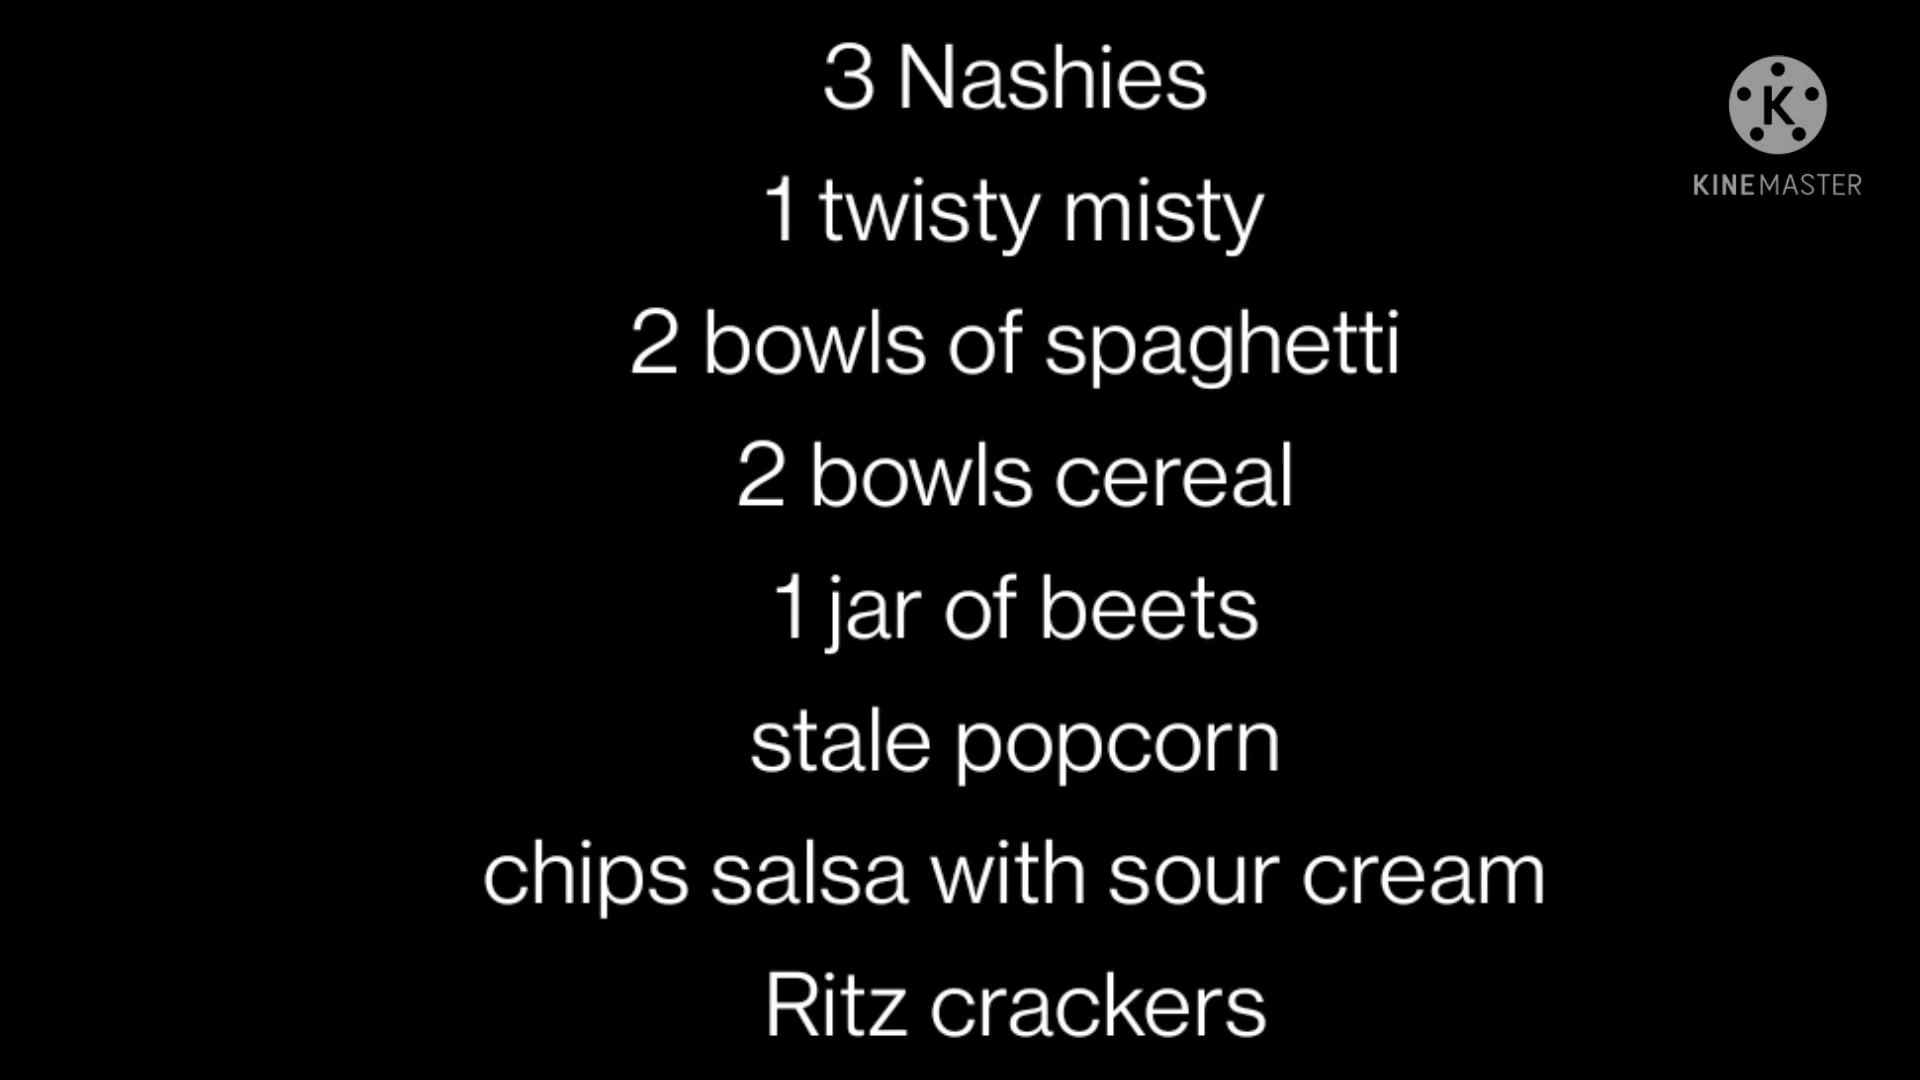 3 Nashies
1 twisty misty
2 bowls of spaghetti
2 bowls cereal
1 jar of beets
stale popcorn
chips salsa with sour cream
Ritz crackers
K
KINEMASTER